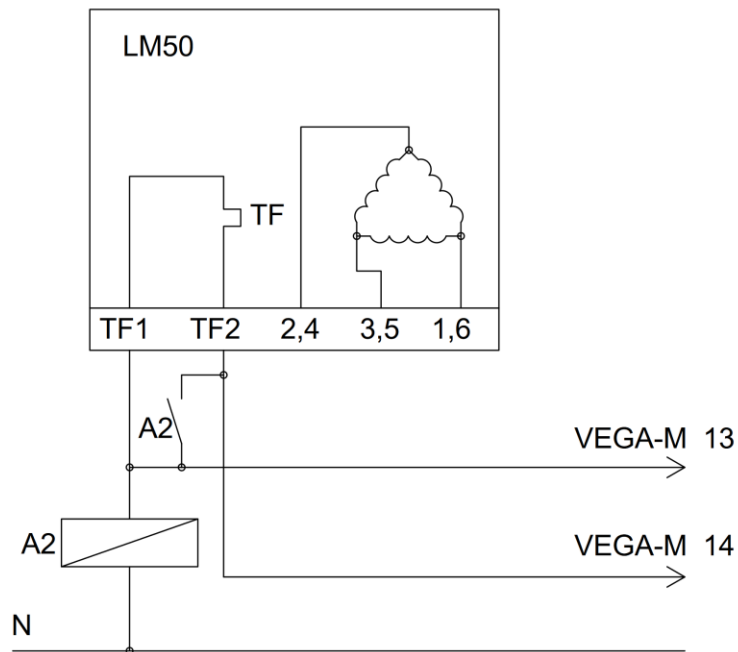 LM50
TF
TF1 TF2 2,4 3,5 1,6
A2
VEGA-M 13
A2
VEGA-M 14
N